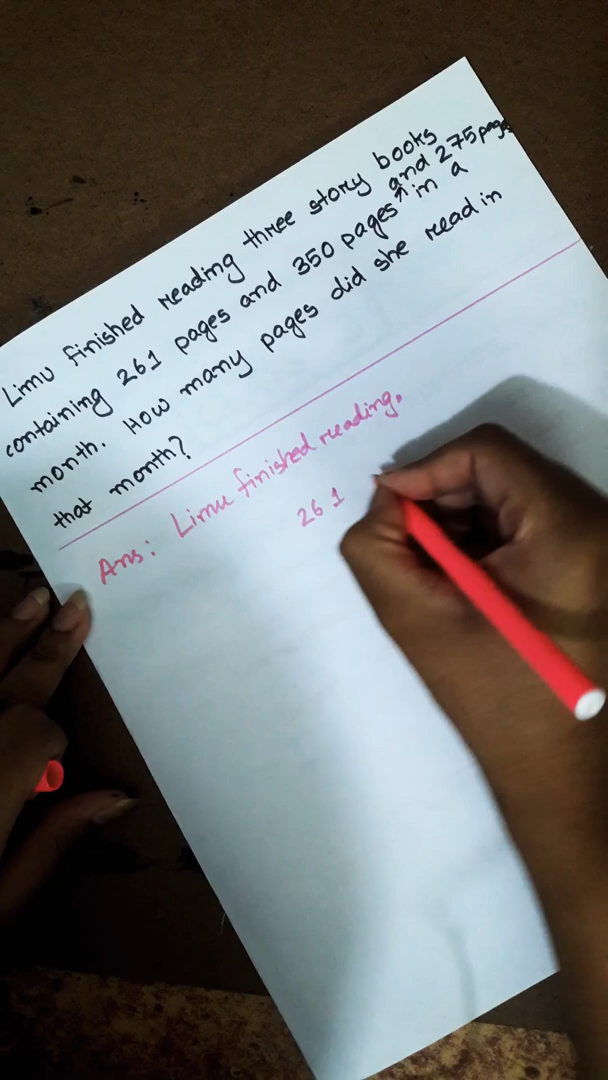 Limu finished reading three story books
containing 261 pages and 350 pages ^ and 275 pages in a
month. How many pages did she read in
that month?
Ans: Limu finished reading.
261